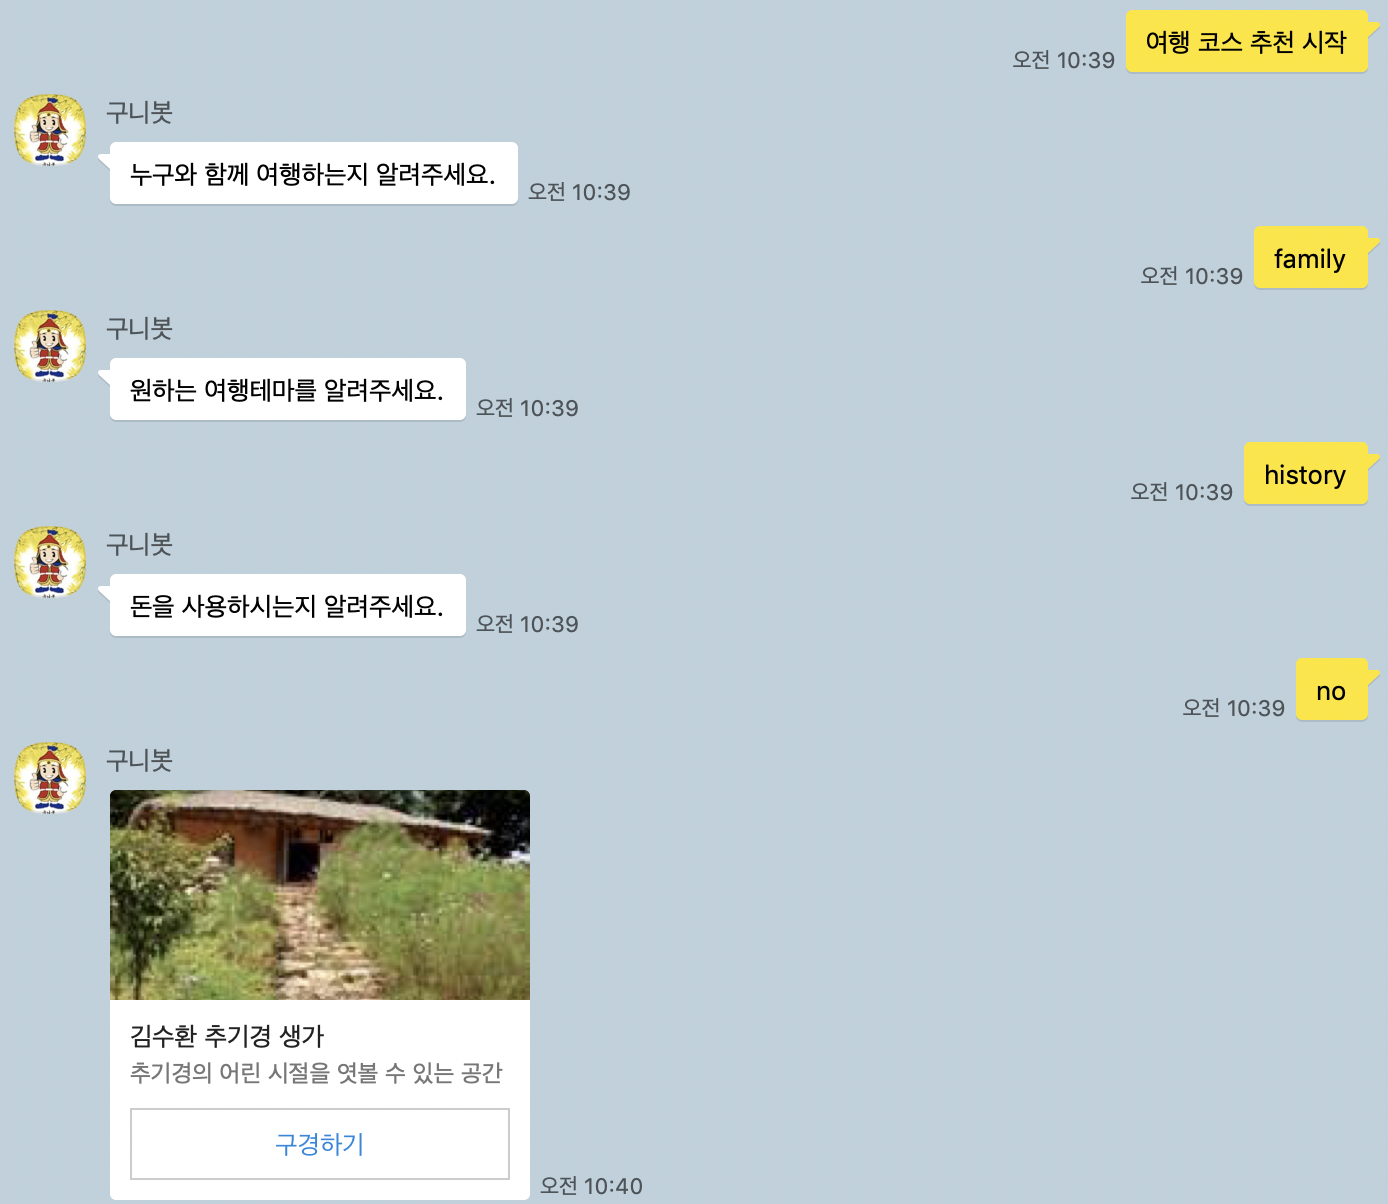 여행 코스 추천 시작
오전 10:39
구니봇
누구와 함께 여행하는지 알려주세요.
오전 10:39
family
오전 10:39
구니봇
원하는 여행테마를 알려주세요.
오전 10:39
history
오전 10:39
구니봇
돈을 사용하시는지 알려주세요.
오전 10:39
no
오전 10:39
구니봇
김수환 추기경 생가
추기경의 어린 시절을 엿볼 수 있는 공간
구경하기
오전 10:40